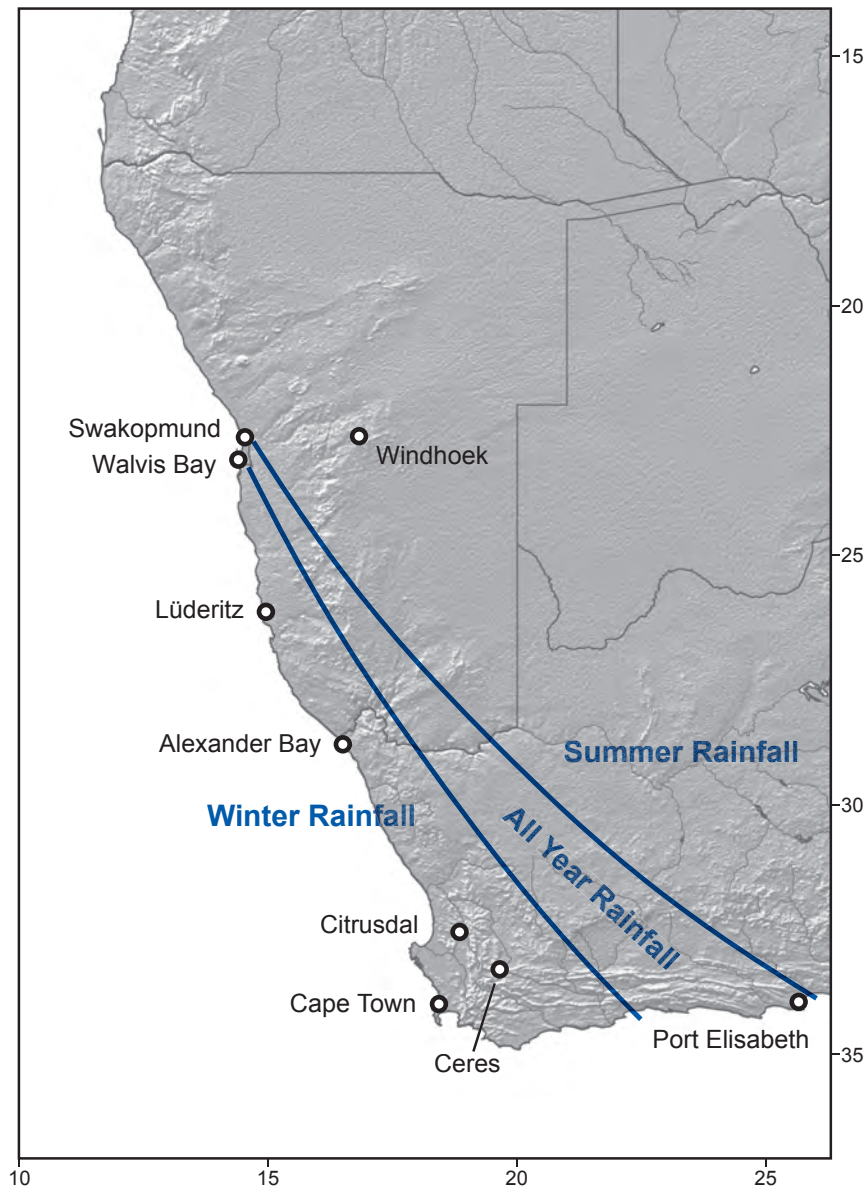 15
20
Swakopmund
Walvis Bay
Windhoek
25
Lüderitz
Alexander Bay
Summer Rainfall
Winter Rainfall
30
All Year Rainfall
Citrusdal
Cape Town
Port Elisabeth
Ceres
35
10
15
20
25